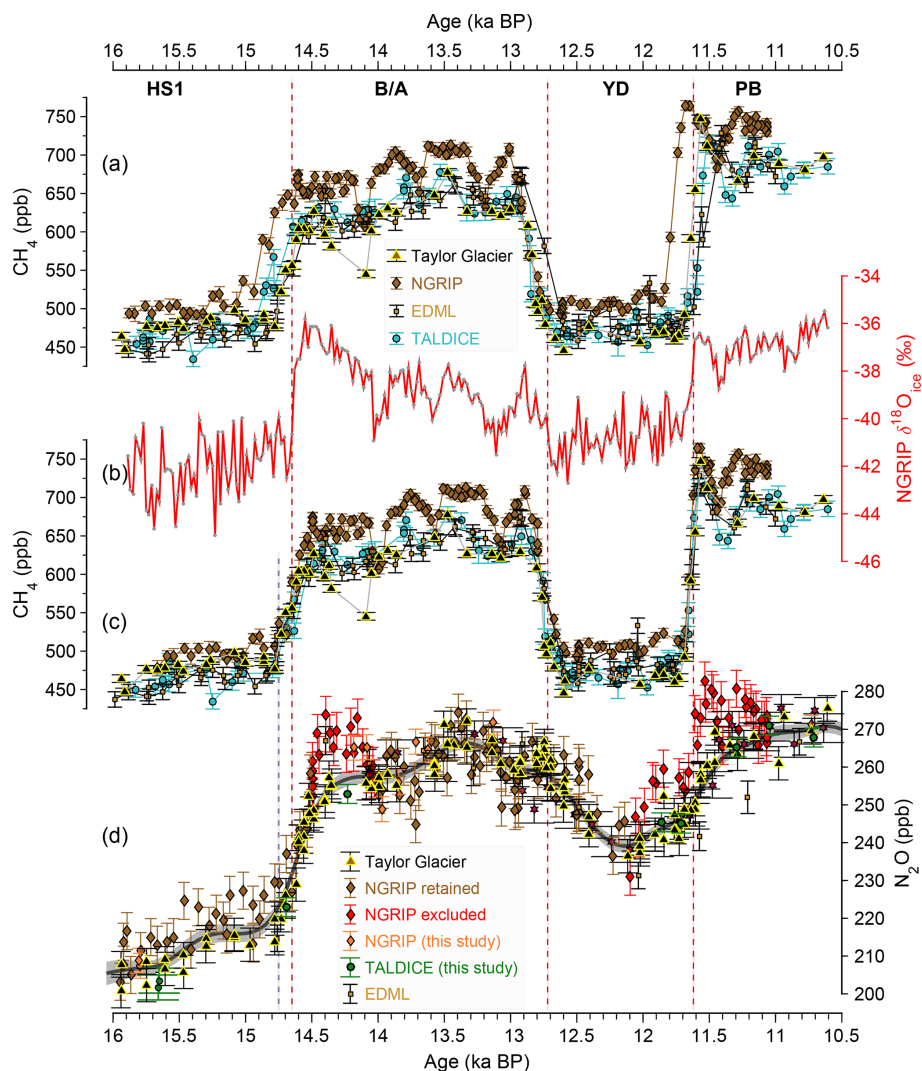 Age (ka BP)
16 15.5 15 14.5 14 13.5 13 12.5 12 11.5 11 10.5
HS1 B/A YD PB
(a)
CH₄ (ppb)
750
700
650
600
550
500
450
Taylor Glacier
NGRIP
EDML
TALDICE
-34
-36
-38
-40
-42
-44
-46
NGRIP δ¹⁸O_ice (‰)
(b)
CH₄ (ppb)
750
700
650
600
550
500
450
(c)
280
270
260
250
240
230
220
210
200
N₂O (ppb)
(d)
Taylor Glacier
NGRIP retained
NGRIP excluded
NGRIP (this study)
TALDICE (this study)
EDML
16 15.5 15 14.5 14 13.5 13 12.5 12 11.5 11 10.5
Age (ka BP)